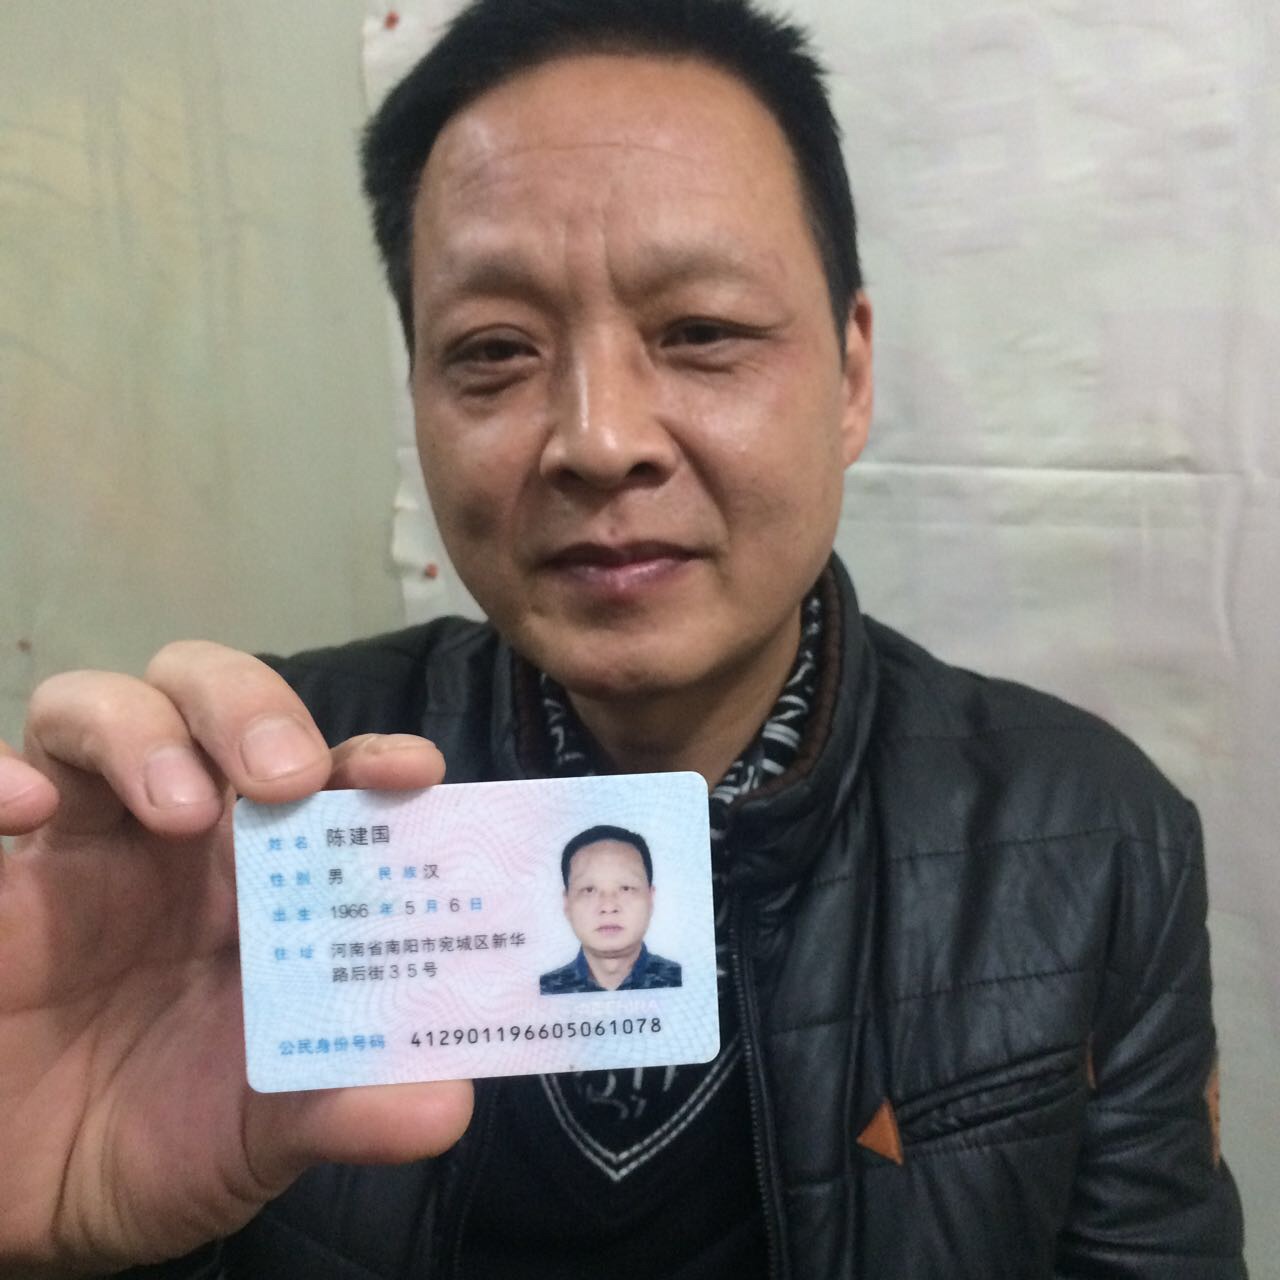 姓名 陈建国
性别 男 民族 汉
出生 1966 年 5 月 6 日
住址 河南省南阳市宛城区新华
路后街35号
公民身份号码 412901196605061078